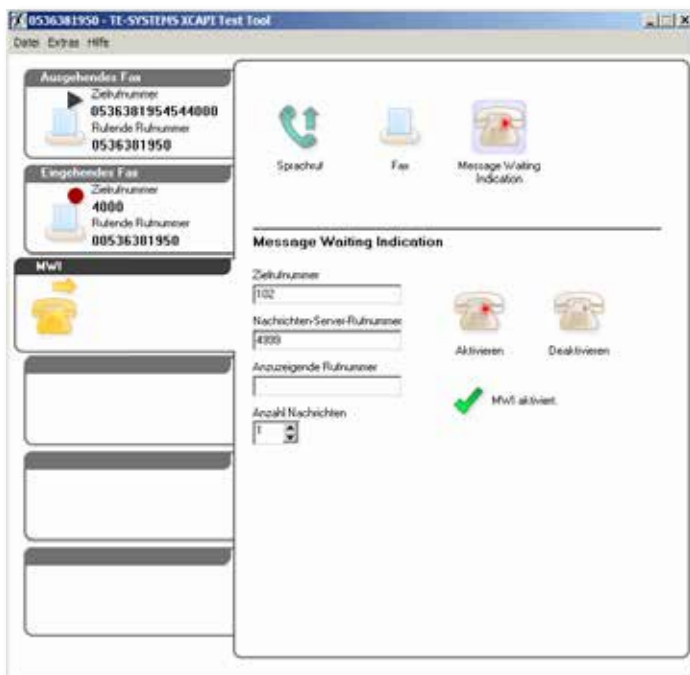 0536381950 - TE-SYSTEMS XCAPI Test Tool
Datei Extras Hilfe
Ausgehendes Fax
Zielrufnummer
0536381954544000
Rufende Rufnummer
0536381950
Eingehendes Fax
Zielrufnummer
4000
Rufende Rufnummer
00536381950
MWI
Sprachruf
Fax
Message Waiting
Indication
Message Waiting Indication
Zielrufnummer
102
Nachrichten-Server-Rufnummer
4999
Anzuzeigende Rufnummer
Anzahl Nachrichten
1
Aktivieren
Deaktivieren
MWI aktiviert.